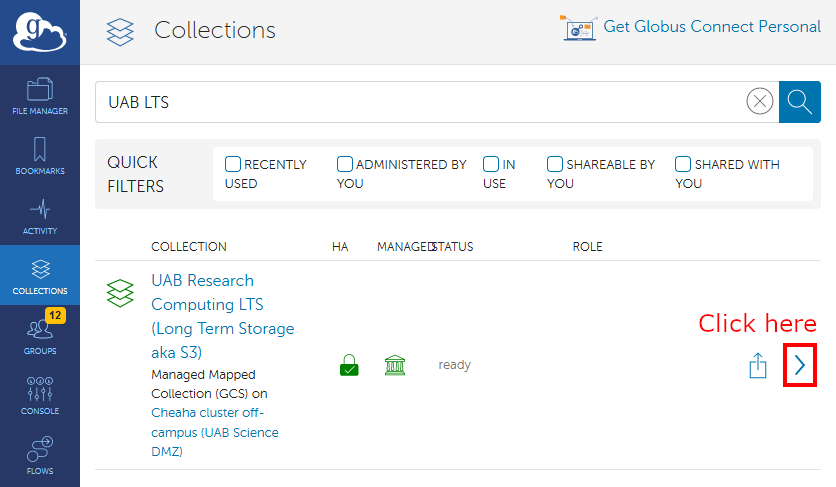 g
Collections
Get Globus Connect Personal
FILE MANAGER
BOOKMARKS
ACTIVITY
COLLECTIONS
12
GROUPS
CONSOLE
FLOWS
UAB LTS
QUICK
FILTERS
RECENTLY
USED
ADMINISTERED BY
YOU
IN
USE
SHAREABLE BY
YOU
SHARED WITH
YOU
COLLECTION
HA
MANAGED
STATUS
ROLE
UAB Research
Computing LTS
(Long Term Storage
aka S3)
Managed Mapped
Collection (GCS) on
Cheaha cluster off-
campus (UAB Science
DMZ)
ready
Click here